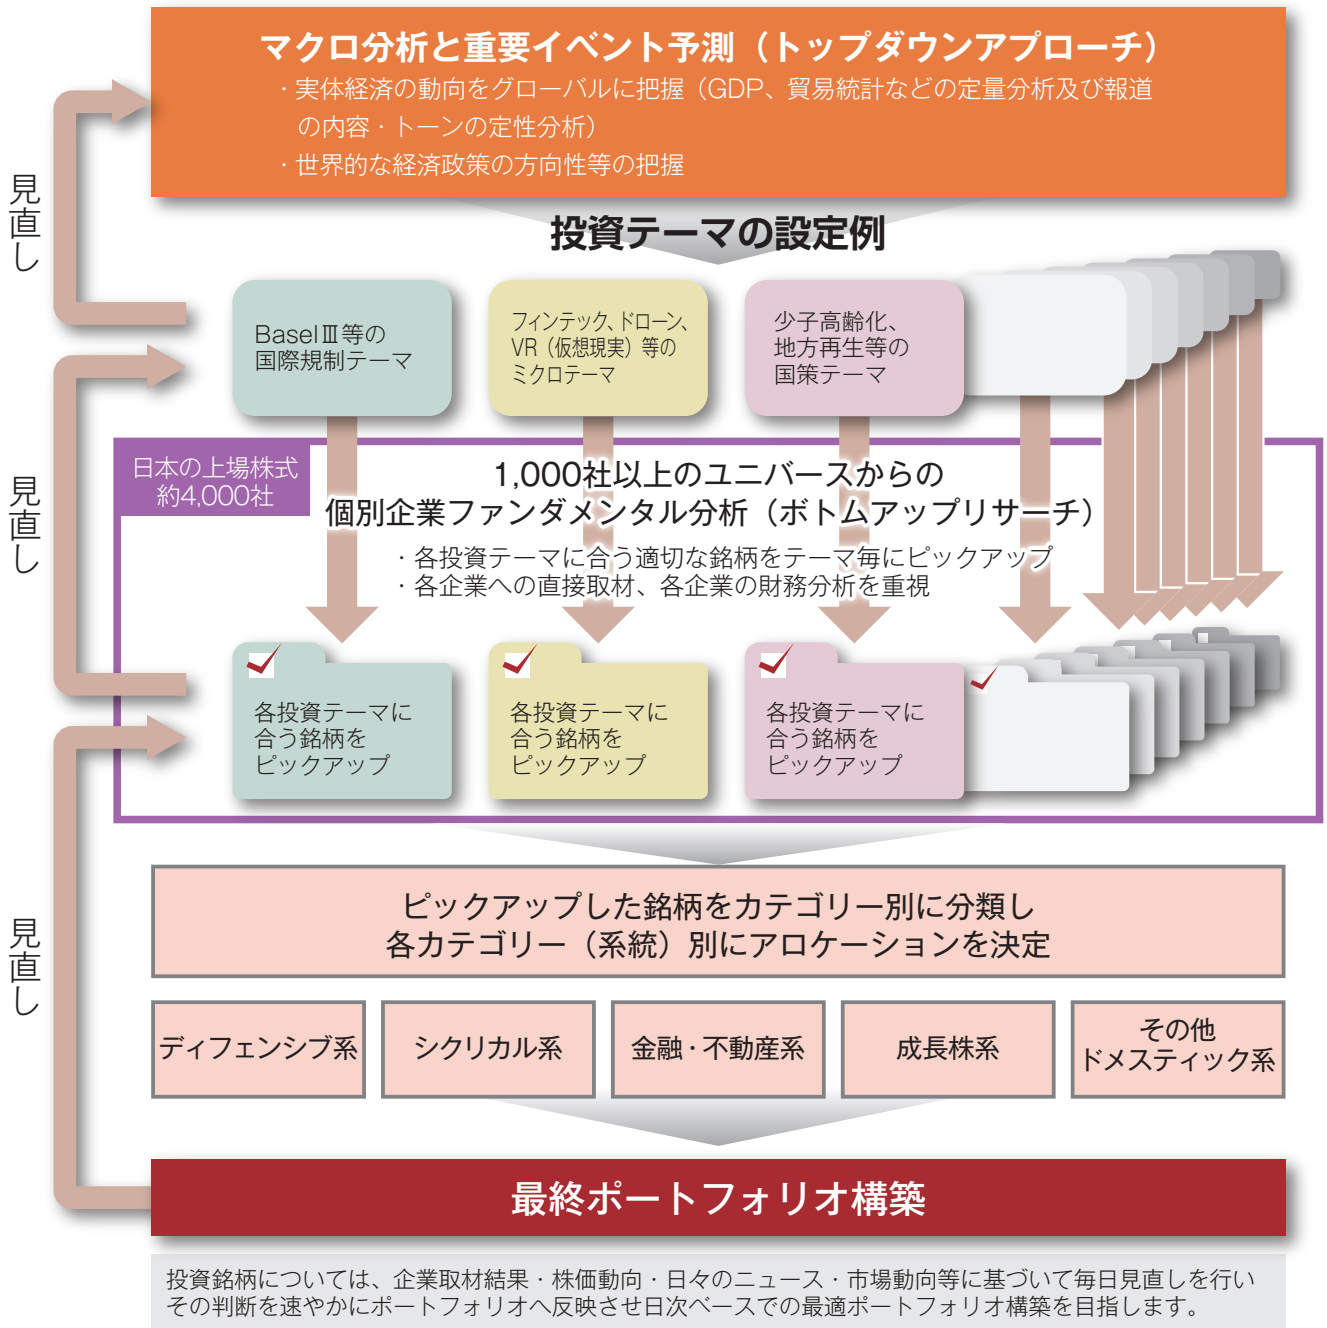 マクロ分析と重要イベント予測（トップダウンアプローチ）
・実体経済の動向をグローバルに把握（GDP、貿易統計などの定量分析及び報道
の内容・トーンの定性分析）
・世界的な経済政策の方向性等の把握
見直し
投資テーマの設定例
BaselⅢ等の
国際規制テーマ
フィンテック、ドローン、
VR（仮想現実）等の
ミクロテーマ
少子高齢化、
地方再生等の
国策テーマ
見直し
日本の上場株式
約4,000社
1,000社以上のユニバースからの
個別企業ファンダメンタル分析（ボトムアップリサーチ）
・各投資テーマに合う適切な銘柄をテーマ毎にピックアップ
・各企業への直接取材、各企業の財務分析を重視
各投資テーマに
合う銘柄を
ピックアップ
各投資テーマに
合う銘柄を
ピックアップ
各投資テーマに
合う銘柄を
ピックアップ
見直し
ピックアップした銘柄をカテゴリー別に分類し
各カテゴリー（系統）別にアロケーションを決定
ディフェンシブ系
シクリカル系
金融・不動産系
成長株系
その他
ドメスティック系
最終ポートフォリオ構築
投資銘柄については、企業取材結果・株価動向・日々のニュース・市場動向等に基づいて毎日見直しを行い
その判断を速やかにポートフォリオへ反映させ日次ベースでの最適ポートフォリオ構築を目指します。